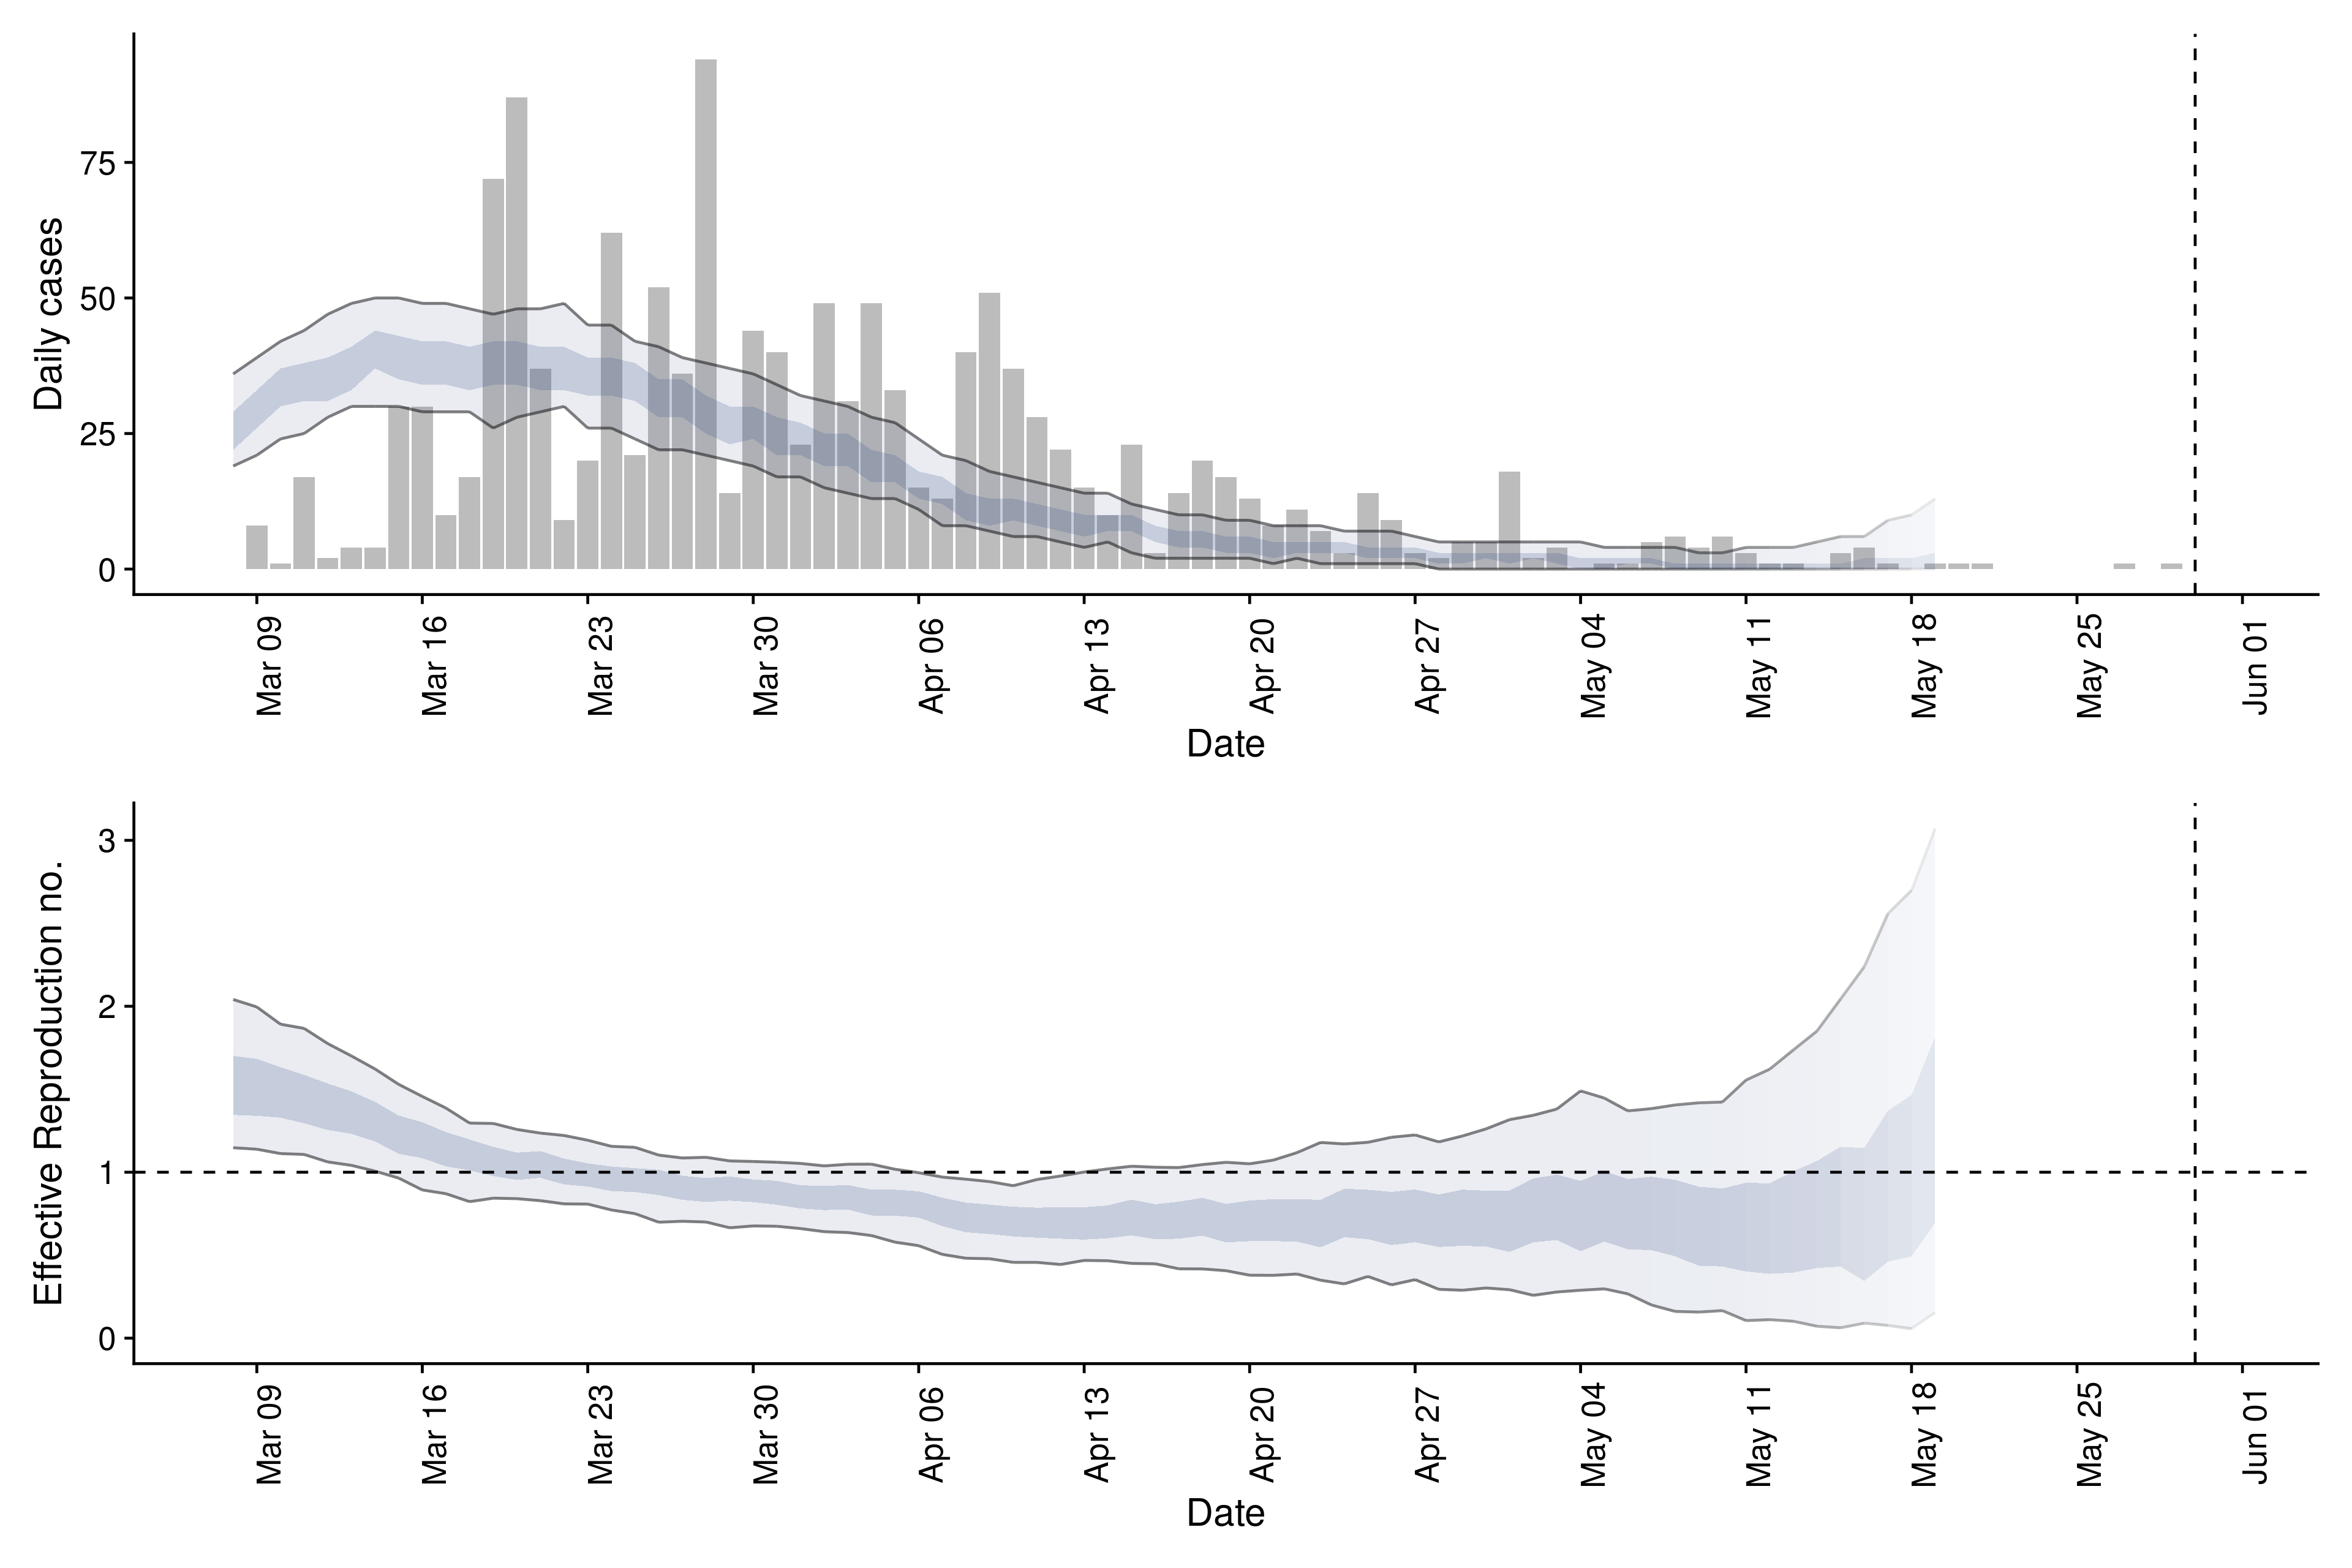 Daily cases
75
50
25
0
Mar 09
Mar 16
Mar 23
Mar 30
Apr 06
Apr 13
Apr 20
Apr 27
May 04
May 11
May 18
May 25
Jun 01
Date
Effective Reproduction no.
3
2
1
0
Mar 09
Mar 16
Mar 23
Mar 30
Apr 06
Apr 13
Apr 20
Apr 27
May 04
May 11
May 18
May 25
Jun 01
Date